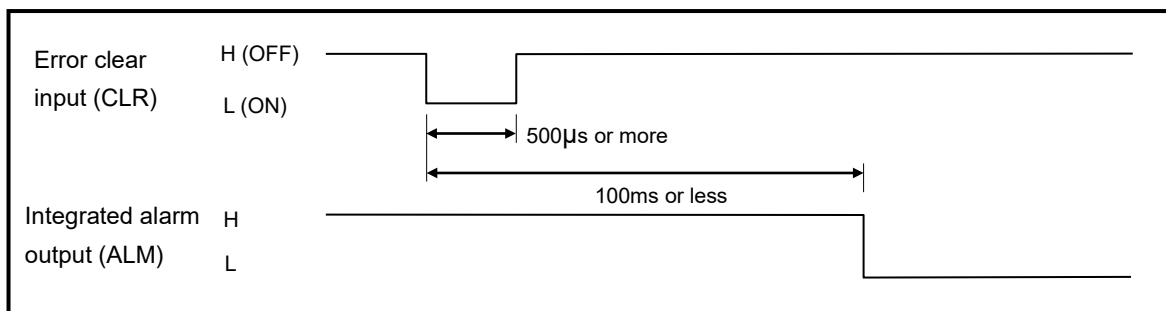 Error clear
input (CLR)
H (OFF)
L (ON)
500µs or more
100ms or less
Integrated alarm
output (ALM)
H
L